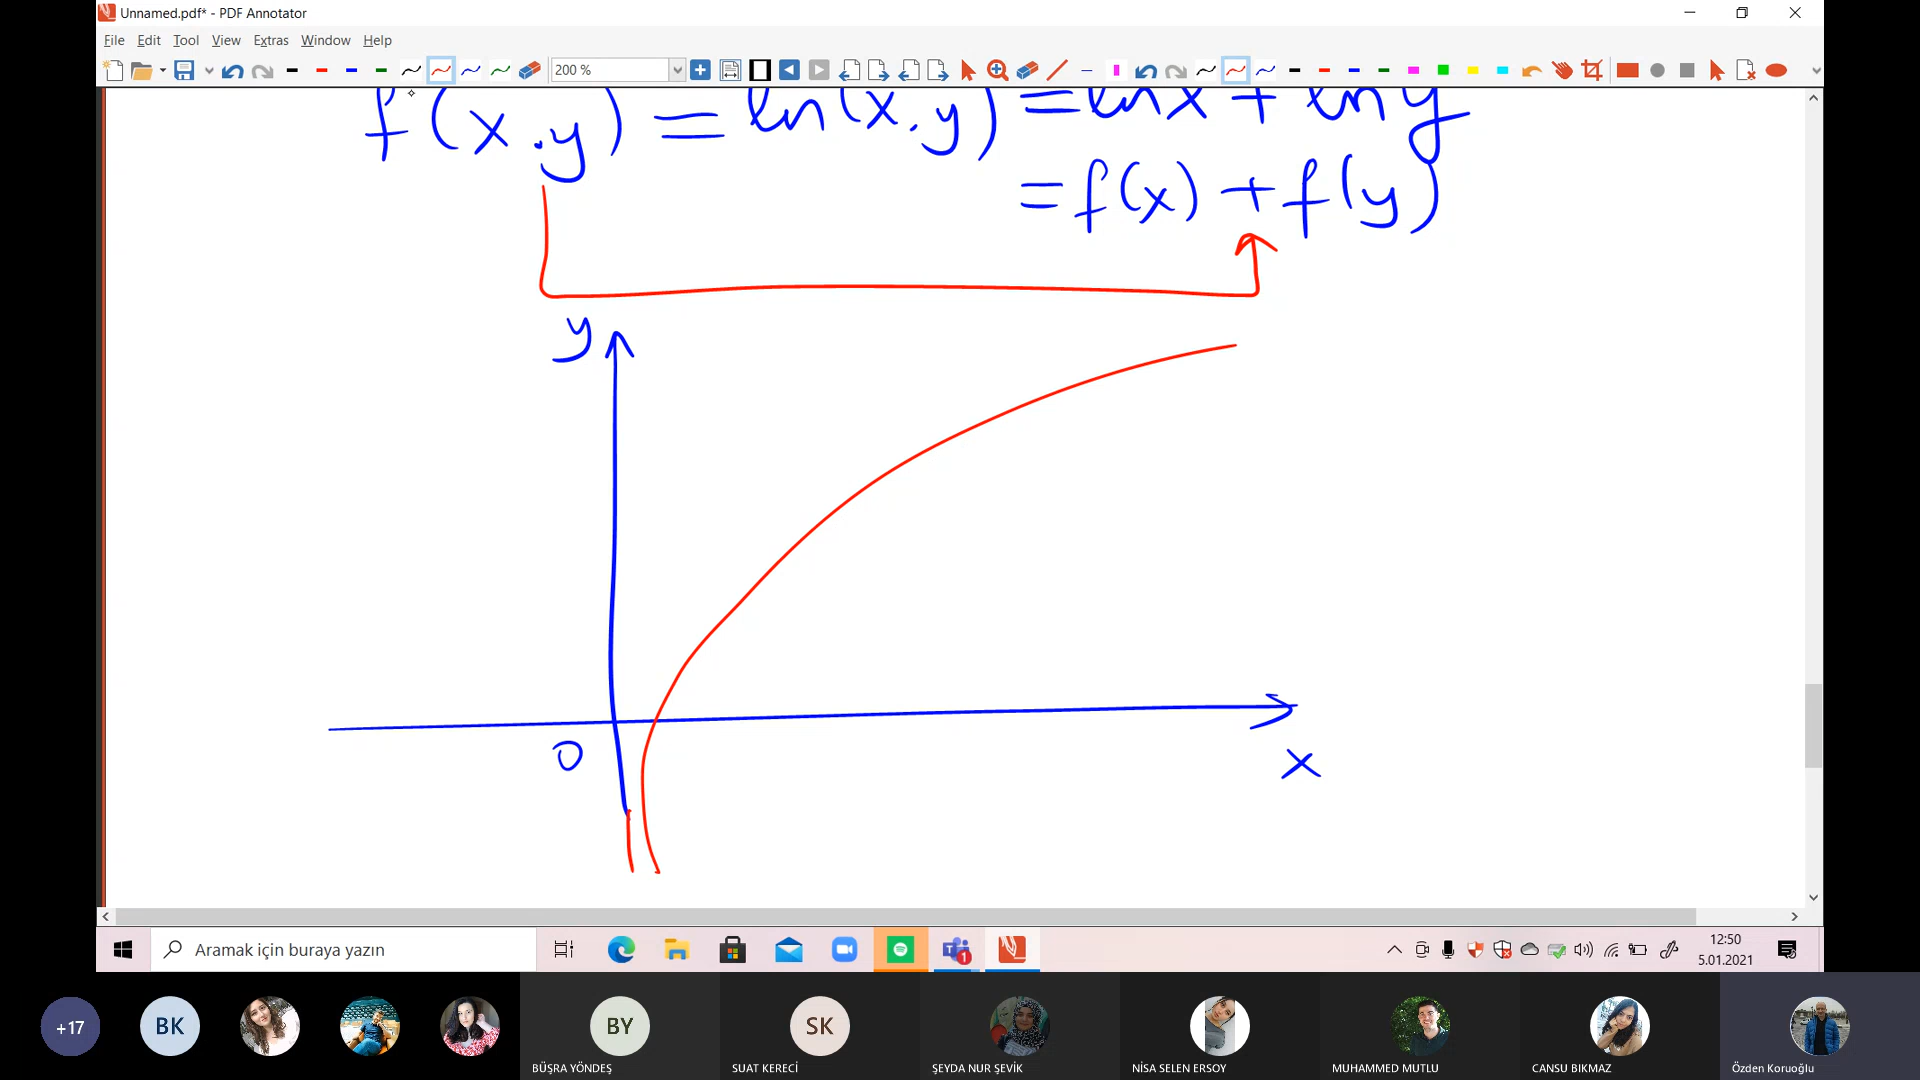 Unnamed.pdf* - PDF Annotator
File Edit Tool View Extras Window Help
200 %
f(x.y) = ln(x.y) = lnx + ln y
= f(x) + f(y)
y
0
x
Aramak için buraya yazın
1
12:50
5.01.2021
+17
BK
BY
SK
BÜŞRA YÖNDEŞ
SUAT KERECİ
ŞEYDA NUR ŞEVİK
NİSA SELEN ERSOY
MUHAMMED MUTLU
CANSU BIKMAZ
Özden Koruoğlu